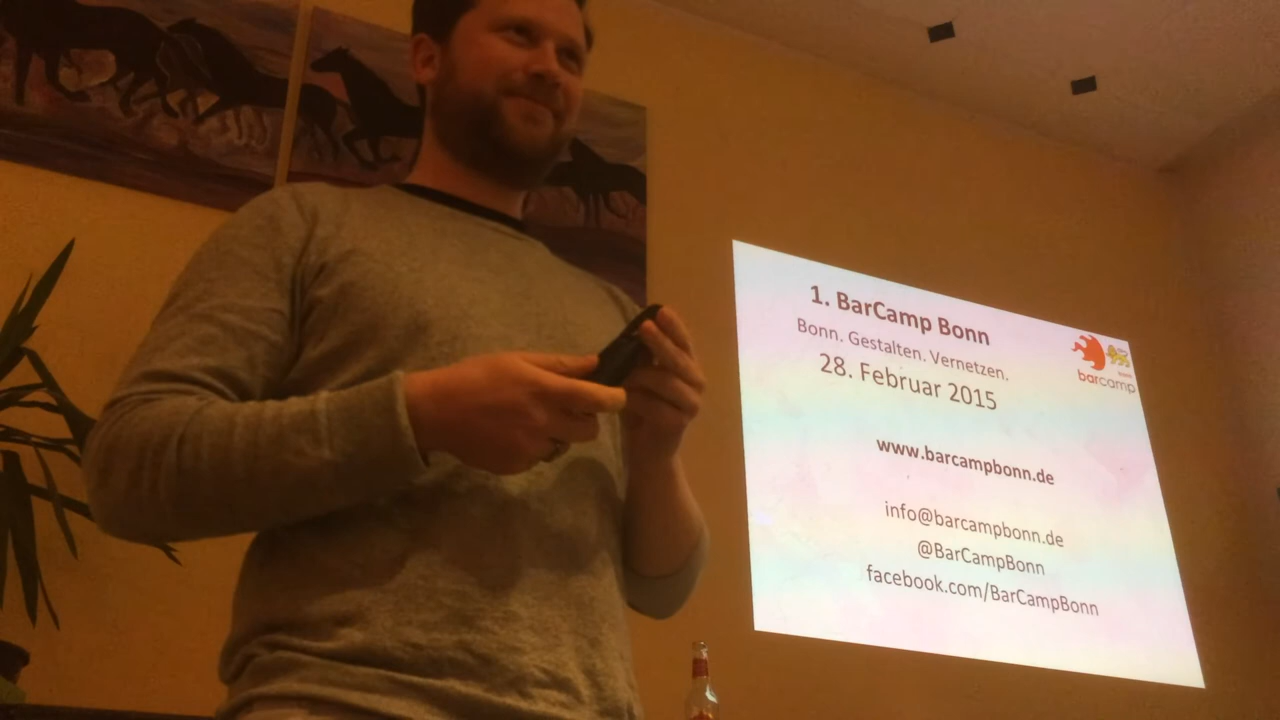 1. BarCamp Bonn
Bonn. Gestalten. Vernetzen.
28. Februar 2015
barcamp
www.barcampbonn.de
info@barcampbonn.de
@BarCampBonn
facebook.com/BarCampBonn